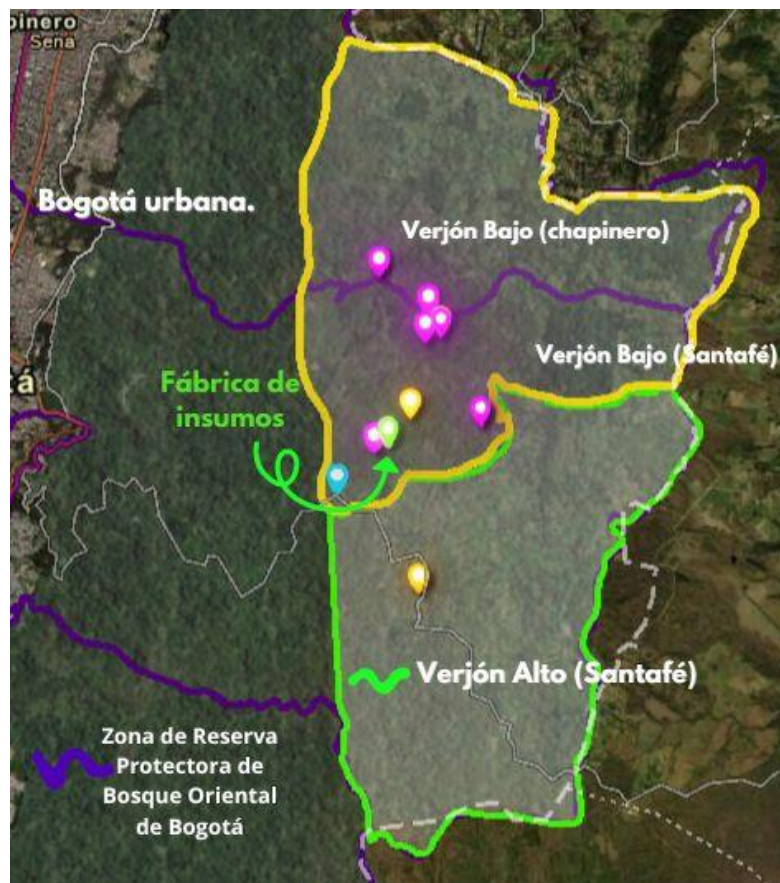 pinero
Sena
Bogotá urbana.
Verjón Bajo (chapinero)
Verjón Bajo (Santafé)
á
Fábrica de
insumos
Verjón Alto (Santafé)
Zona de Reserva
Protectora de
Bosque Oriental
de Bogotá